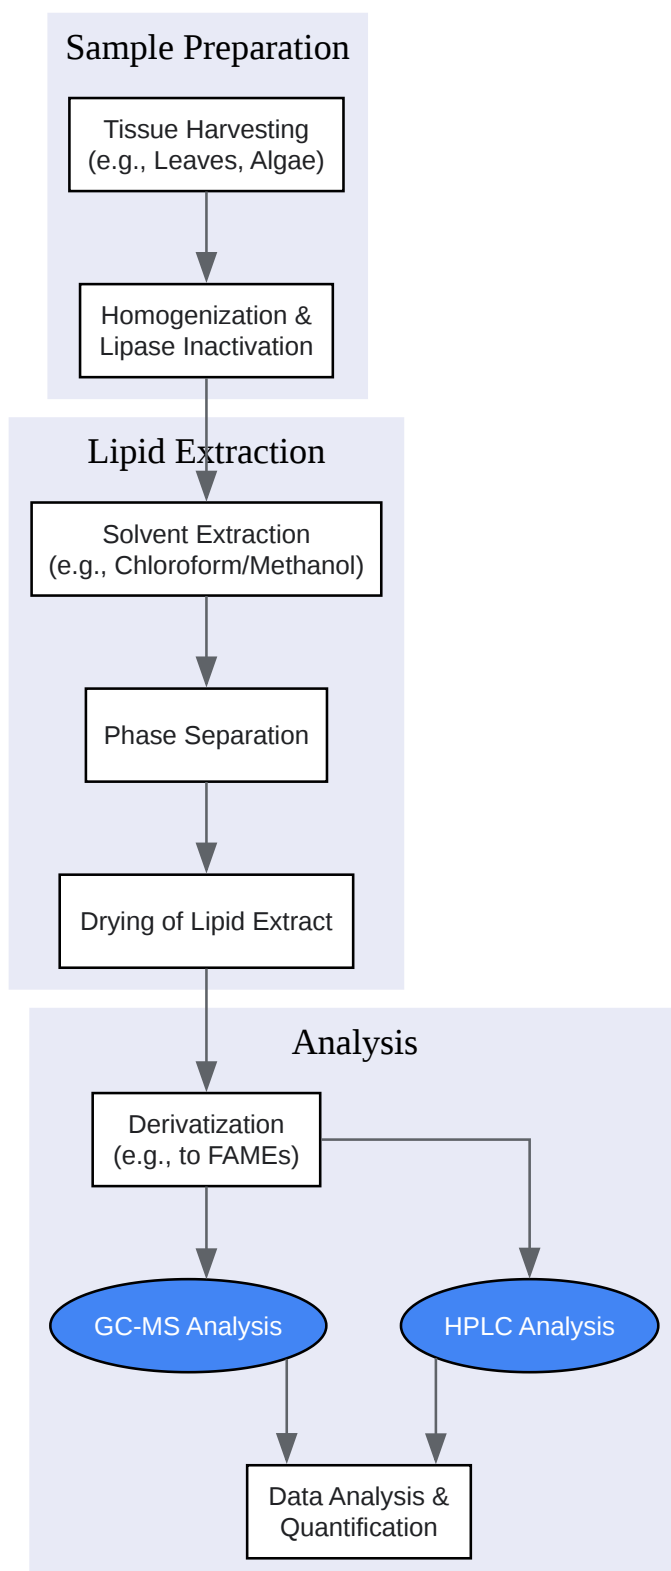 Sample Preparation
Tissue Harvesting
(e.g., Leaves, Algae)
Homogenization &
Lipase Inactivation
Lipid Extraction
Solvent Extraction
(e.g., Chloroform/Methanol)
Phase Separation
Drying of Lipid Extract
Analysis
Derivatization
(e.g., to FAMEs)
GC-MS Analysis
HPLC Analysis
Data Analysis &
Quantification